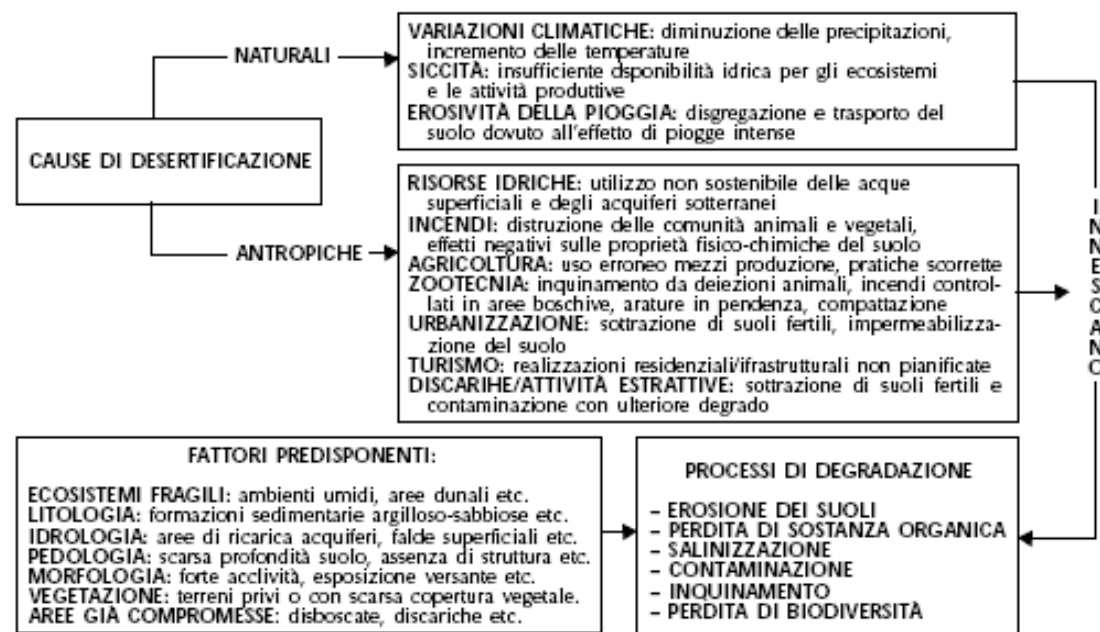 VARIAZIONI CLIMATICHE: diminuzione delle precipitazioni,
incremento delle temperature
SICCITÀ: insufficiente dsponibilità idrica per gli ecosistemi
e le attività produttive
EROSIVITÀ DELLA PIOGGIA: disgregazione e trasporto del
suolo dovuto all'effetto di piogge intense
NATURALI
CAUSE DI DESERTIFICAZIONE
ANTROPICHE
RISORSE IDRICHE: utilizzo non sostenibile delle acque
superficiali e degli acquiferi sotterranei
INCENDI: distruzione delle comunità animali e vegetali,
effetti negativi sulle proprietà fisico-chimiche del suolo
AGRICOLTURA: uso erroneo mezzi produzione, pratiche scorrette
ZOOTECNIA: inquinamento da deiezioni animali, incendi control-
lati in aree boschive, arature in pendenza, compattazione
URBANIZZAZIONE: sottrazione di suoli fertili, impermeabilizza-
zione del suolo
TURISMO: realizzazioni residenziali/ifrastrutturali non pianificate
DISCARIHE/ATTIVITÀ ESTRATTIVE: sottrazione di suoli fertili e
contaminazione con ulteriore degrado
INNESCANO
FATTORI PREDISPONENTI:
ECOSISTEMI FRAGILI: ambienti umidi, aree dunali etc.
LITOLOGIA: formazioni sedimentarie argilloso-sabbiose etc.
IDROLOGIA: aree di ricarica acquiferi, falde superficiali etc.
PEDOLOGIA: scarsa profondità suolo, assenza di struttura etc.
MORFOLOGIA: forte acclività, esposizione versante etc.
VEGETAZIONE: terreni privi o con scarsa copertura vegetale.
AREE GIÀ COMPROMESSE: disboscate, discariche etc.
PROCESSI DI DEGRADAZIONE
– EROSIONE DEI SUOLI
– PERDITA DI SOSTANZA ORGANICA
– SALINIZZAZIONE
– CONTAMINAZIONE
– INQUINAMENTO
– PERDITA DI BIODIVERSITÀ